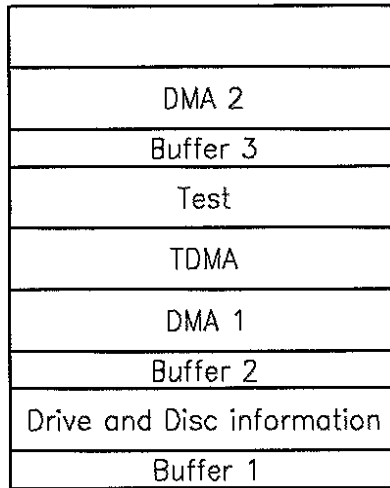 DMA 2
Buffer 3
Test
TDMA
DMA 1
Buffer 2
Drive and Disc information
Buffer 1